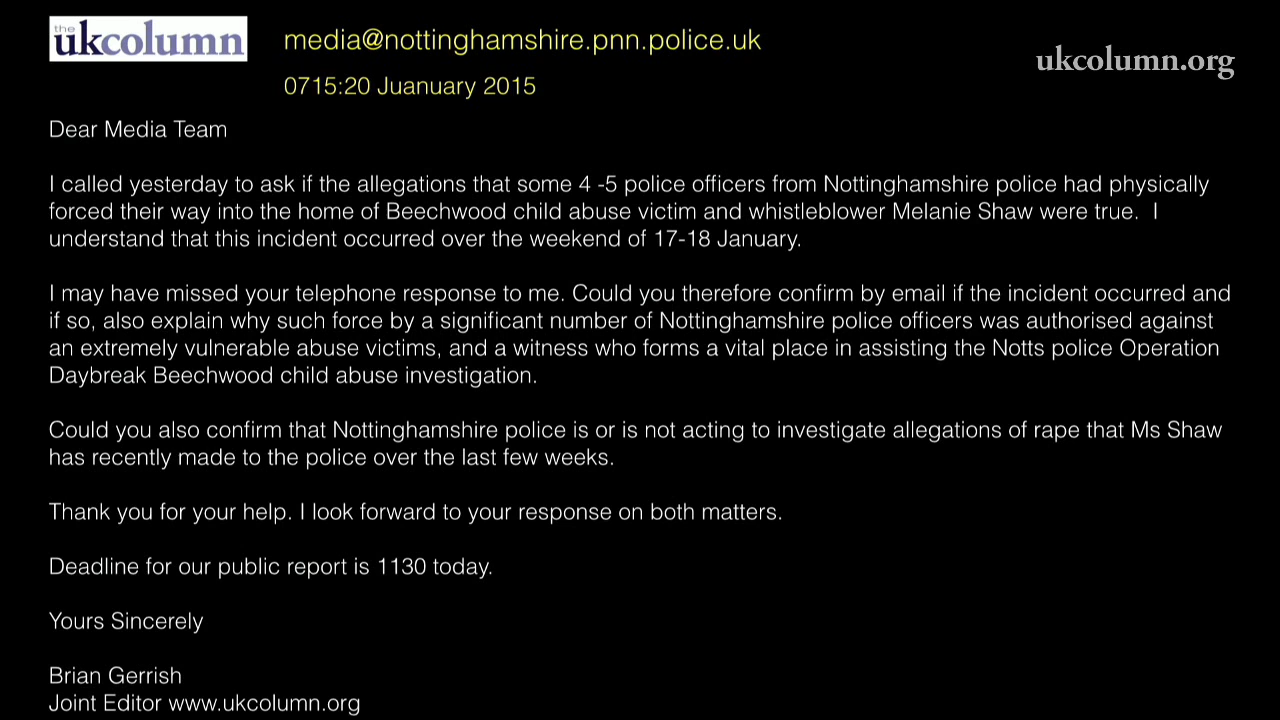 the
ukcolumn
media@nottinghamshire.pnn.police.uk
ukcolumn.org
0715:20 Juanuary 2015
Dear Media Team
I called yesterday to ask if the allegations that some 4 -5 police officers from Nottinghamshire police had physically
forced their way into the home of Beechwood child abuse victim and whistleblower Melanie Shaw were true.  I
understand that this incident occurred over the weekend of 17-18 January.
I may have missed your telephone response to me. Could you therefore confirm by email if the incident occurred and
if so, also explain why such force by a significant number of Nottinghamshire police officers was authorised against
an extremely vulnerable abuse victims, and a witness who forms a vital place in assisting the Notts police Operation
Daybreak Beechwood child abuse investigation.
Could you also confirm that Nottinghamshire police is or is not acting to investigate allegations of rape that Ms Shaw
has recently made to the police over the last few weeks.
Thank you for your help. I look forward to your response on both matters.
Deadline for our public report is 1130 today.
Yours Sincerely
Brian Gerrish
Joint Editor www.ukcolumn.org